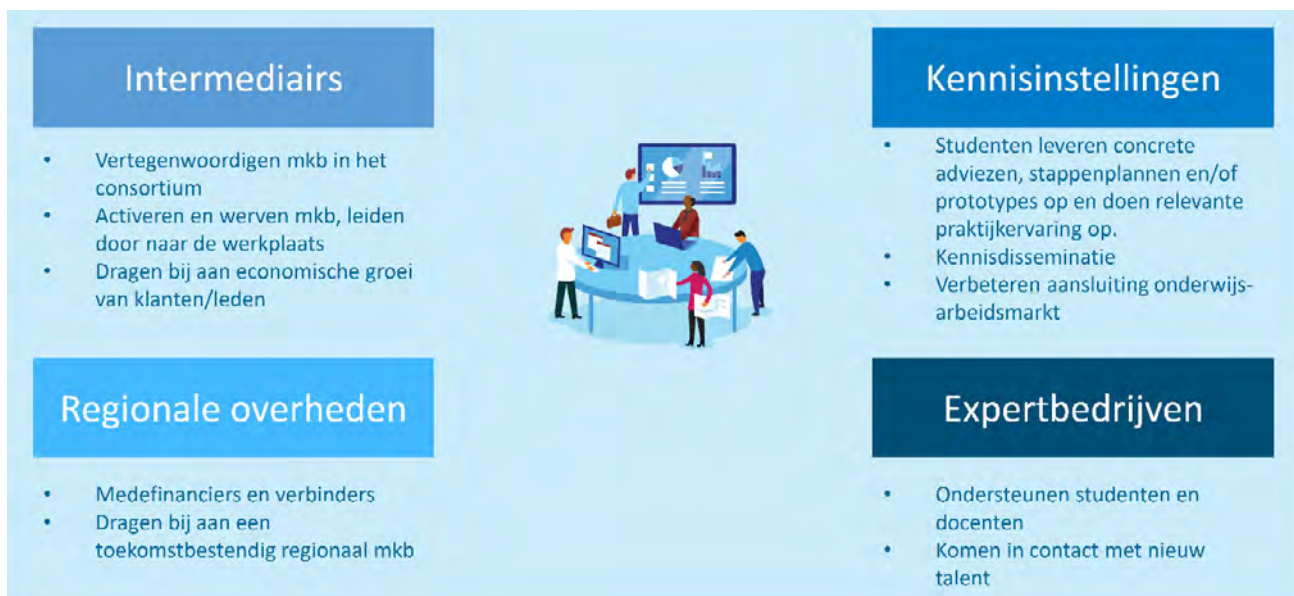 Intermediairs
• Vertegenwoordigen mkb in het
consortium
• Activeren en werven mkb, leiden
door naar de werkplaats
• Dragen bij aan economische groei
van klanten/leden
Kennisinstellingen
• Studenten leveren concrete
adviezen, stappenplannen en/of
prototypes op en doen relevante
praktijkervaring op.
• Kennisdisseminatie
• Verbeteren aansluiting onderwijs-
arbeidsmarkt
Regionale overheden
• Medefinanciers en verbinders
• Dragen bij aan een
toekomstbestendig regionaal mkb
Expertbedrijven
• Ondersteunen studenten en
docenten
• Komen in contact met nieuw
talent